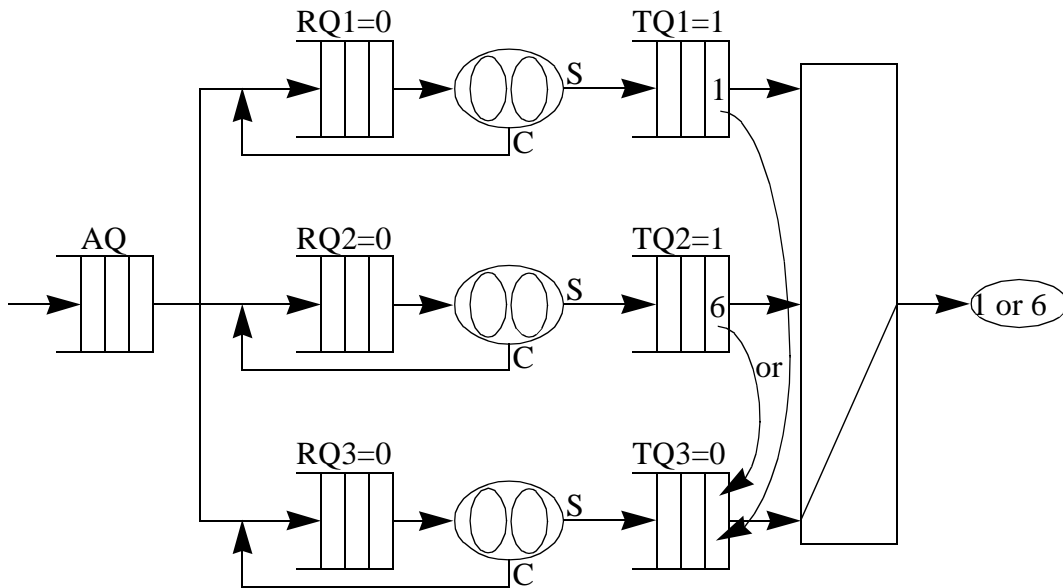 RQ1=0
TQ1=1
S
1
C
AQ
RQ2=0
TQ2=1
S
6
1 or 6
C
or
RQ3=0
TQ3=0
S
C